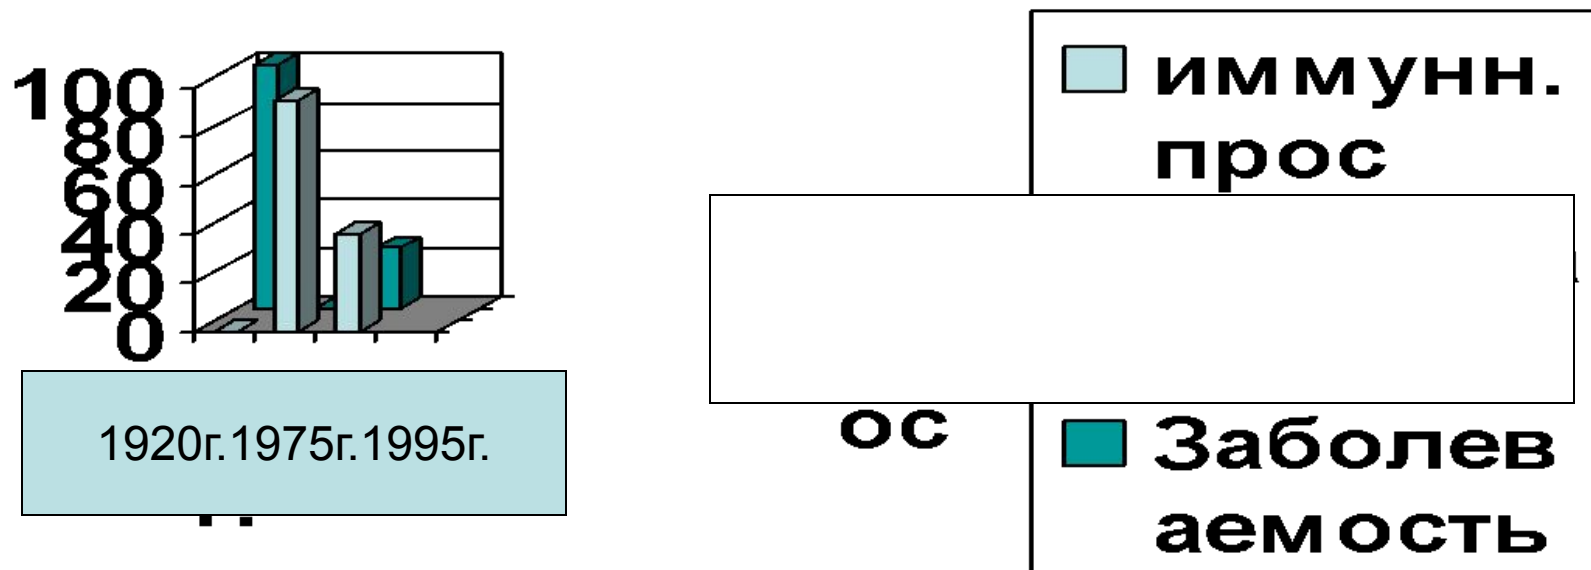 100
80
60
40
20
0
1920г.1975г.1995г.
ос
иммунн.
прос
Заболев
аемость